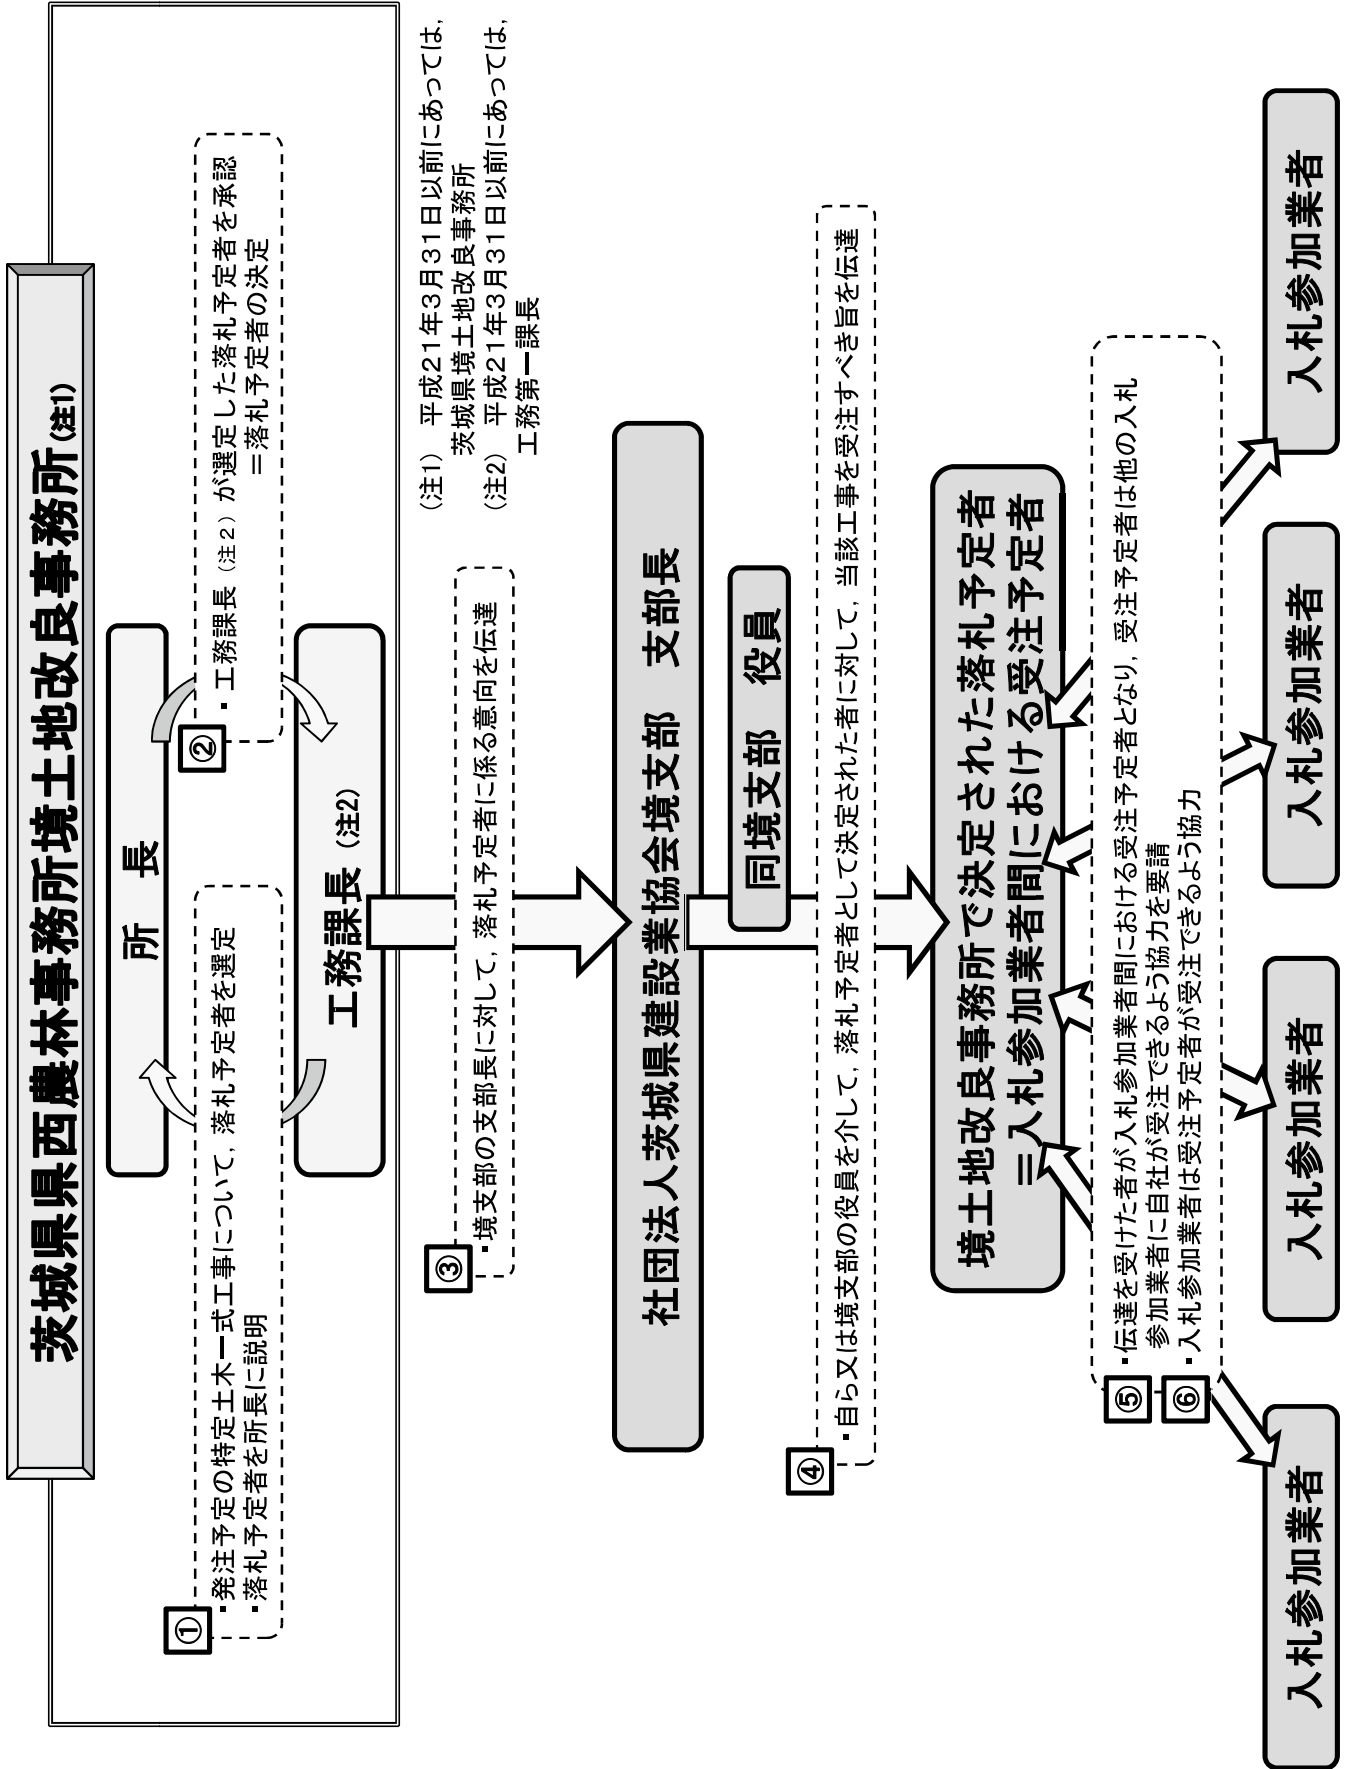 茨城県県西農林事務所境土地改良事務所(注1)
所　長
①
・発注予定の特定土木一式工事について，落札予定者を選定
・落札予定者を所長に説明
②
・工務課長（注２）が選定した落札予定者を承認
＝落札予定者の決定
工務課長（注2）
（注1）　平成２１年３月３１日以前にあっては，
茨城県境土地改良事務所
（注2）　平成２１年３月３１日以前にあっては，
工務第一課長
③
・境支部の支部長に対して，落札予定者に係る意向を伝達
社団法人茨城県建設業協会境支部　支部長
同境支部　役員
④
・自ら又は境支部の役員を介して，落札予定者として決定された者に対して，当該工事を受注すべき旨を伝達
境土地改良事務所で決定された落札予定者
＝入札参加業者間における受注予定者
⑤
・伝達を受けた者が入札参加業者間における受注予定者となり，受注予定者は他の入札
参加業者に自社が受注できるよう協力を要請
⑥
・入札参加業者は受注予定者が受注できるよう協力
入札参加業者
入札参加業者
入札参加業者
入札参加業者